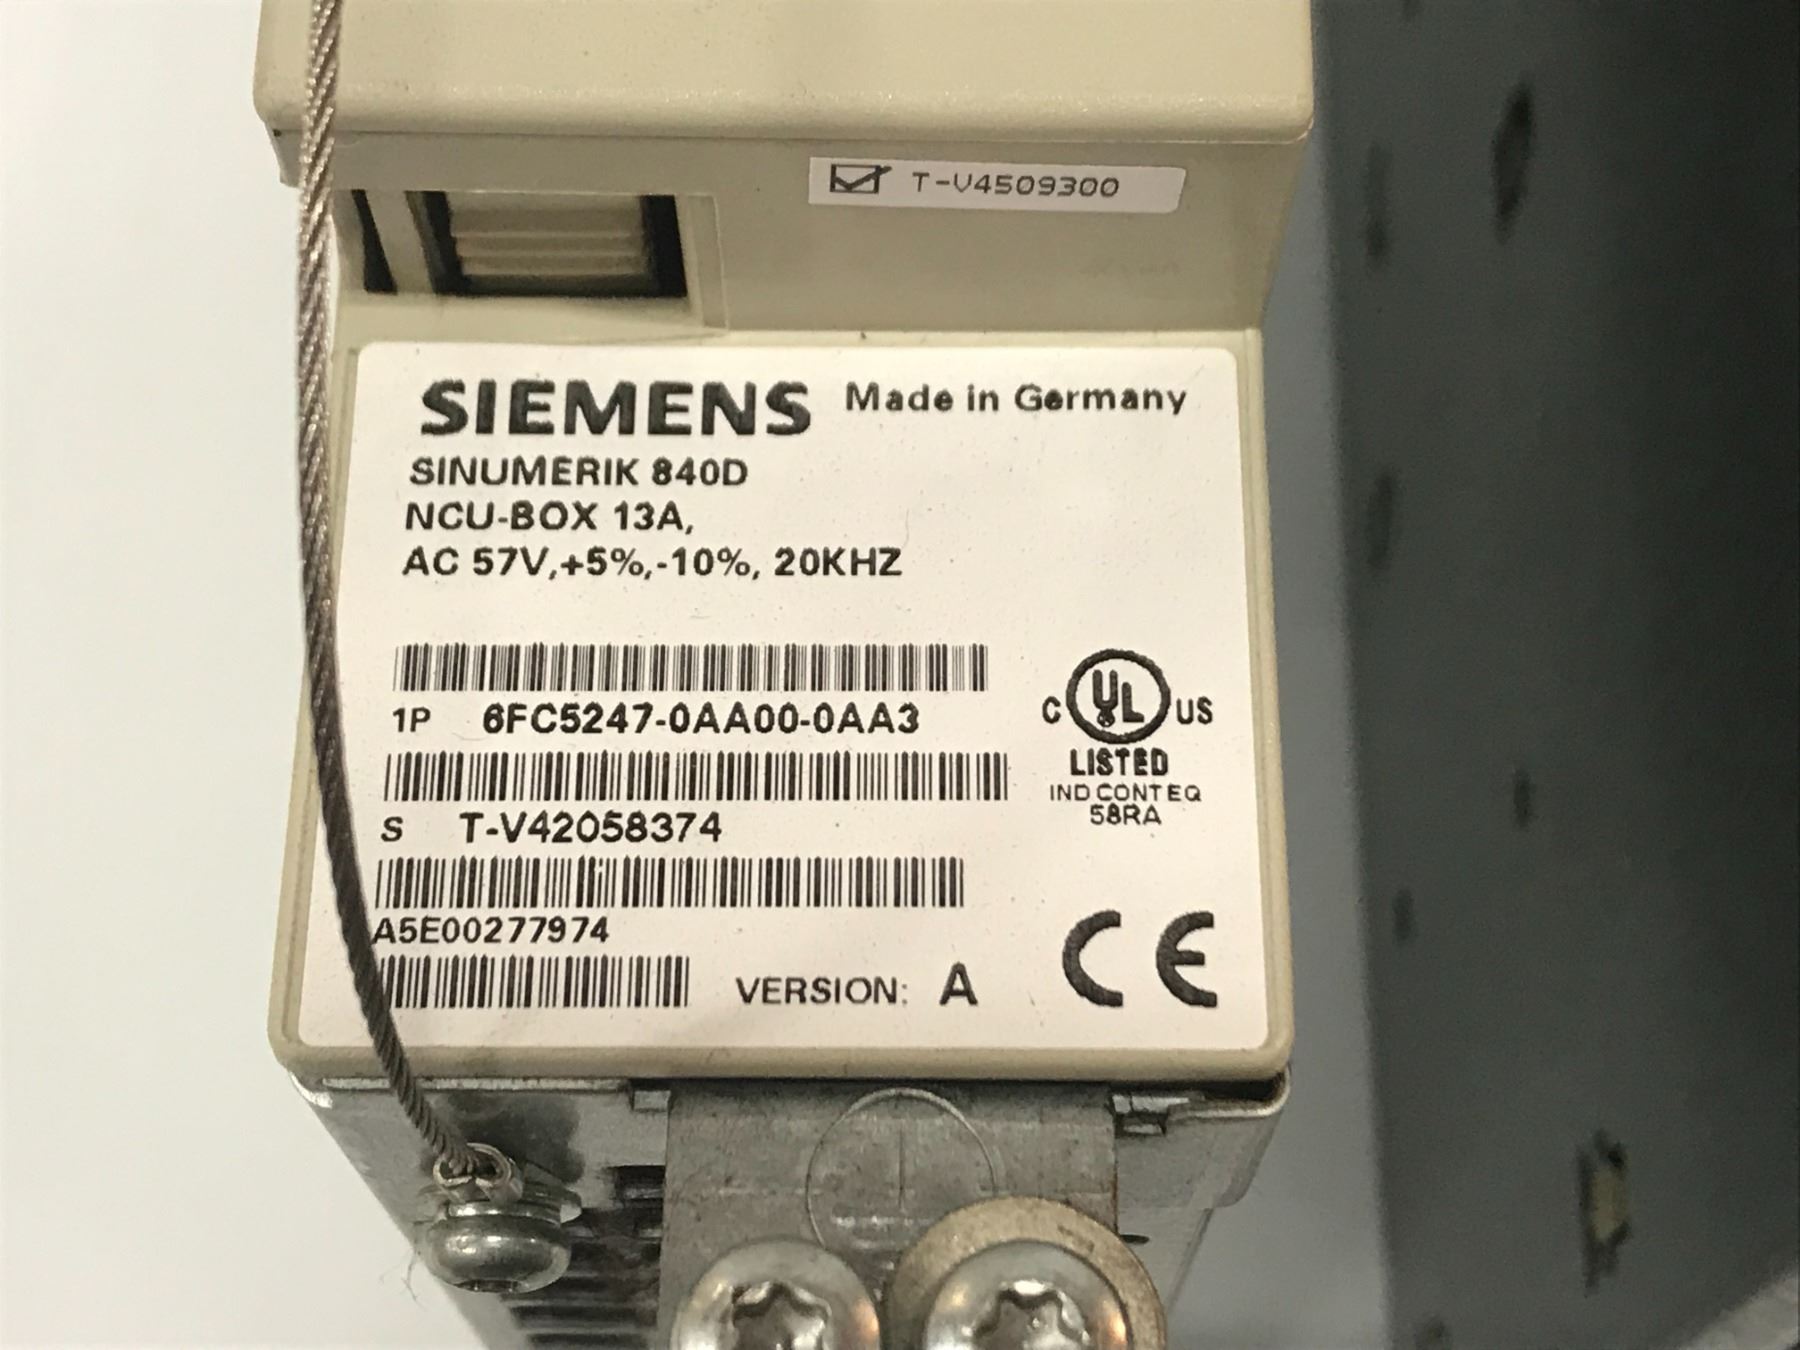 T-V4509300
SIEMENS Made in Germany
SINUMERIK 840D
NCU-BOX 13A,
AC 57V,+5%,-10%, 20KHZ
1P 6FC5247-0AA00-0AA3
C UL US
LISTED
IND CONT EQ
58RA
S T-V42058374
A5E00277974
VERSION: A
CE